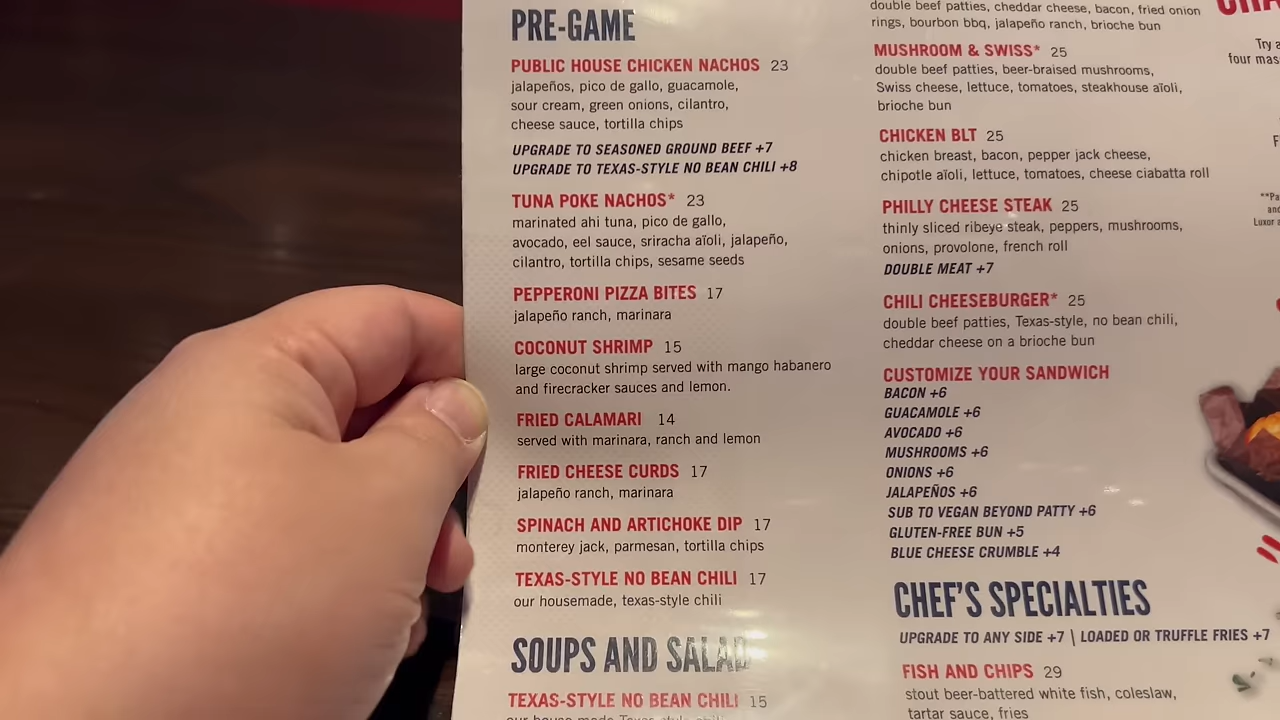 PRE-GAME
PUBLIC HOUSE CHICKEN NACHOS 23
jalapeños, pico de gallo, guacamole,
sour cream, green onions, cilantro,
cheese sauce, tortilla chips
UPGRADE TO SEASONED GROUND BEEF +7
UPGRADE TO TEXAS-STYLE NO BEAN CHILI +8
TUNA POKE NACHOS* 23
marinated ahi tuna, pico de gallo,
avocado, eel sauce, sriracha aïoli, jalapeño,
cilantro, tortilla chips, sesame seeds
PEPPERONI PIZZA BITES 17
jalapeño ranch, marinara
COCONUT SHRIMP 15
large coconut shrimp served with mango habanero
and firecracker sauces and lemon.
FRIED CALAMARI 14
served with marinara, ranch and lemon
FRIED CHEESE CURDS 17
jalapeño ranch, marinara
SPINACH AND ARTICHOKE DIP 17
monterey jack, parmesan, tortilla chips
TEXAS-STYLE NO BEAN CHILI 17
our housemade, texas-style chili
SOUPS AND SALAD
TEXAS-STYLE NO BEAN CHILI 15
our house-made Texas-style chili
double beef patties, cheddar cheese, bacon, fried onion
rings, bourbon bbq, jalapeño ranch, brioche bun
MUSHROOM & SWISS* 25
double beef patties, beer-braised mushrooms,
Swiss cheese, lettuce, tomatoes, steakhouse aïoli,
brioche bun
CHICKEN BLT 25
chicken breast, bacon, pepper jack cheese,
chipotle aïoli, lettuce, tomatoes, cheese ciabatta roll
PHILLY CHEESE STEAK 25
thinly sliced ribeye steak, peppers, mushrooms,
onions, provolone, french roll
DOUBLE MEAT +7
CHILI CHEESEBURGER* 25
double beef patties, Texas-style, no bean chili,
cheddar cheese on a brioche bun
CUSTOMIZE YOUR SANDWICH
BACON +6
GUACAMOLE +6
AVOCADO +6
MUSHROOMS +6
ONIONS +6
JALAPEÑOS +6
SUB TO VEGAN BEYOND PATTY +6
GLUTEN-FREE BUN +5
BLUE CHEESE CRUMBLE +4
CHEF'S SPECIALTIES
UPGRADE TO ANY SIDE +7 | LOADED OR TRUFFLE FRIES +7
FISH AND CHIPS 29
stout beer-battered white fish, coleslaw,
tartar sauce, fries
Try a
four mas
**Pa
and
Luxor a